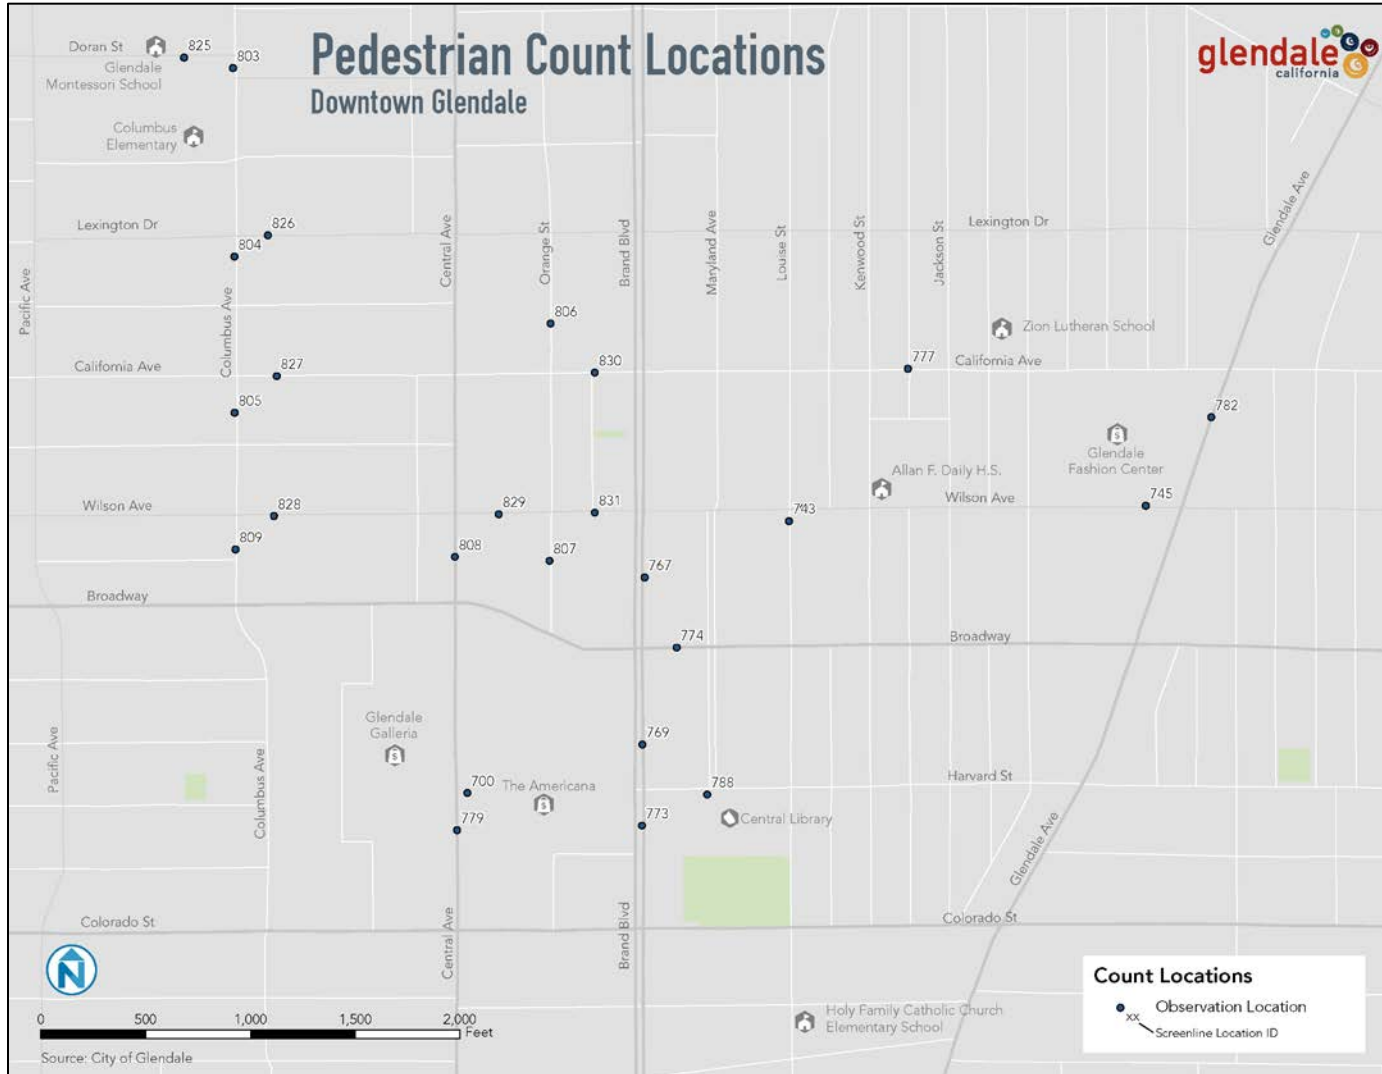 Pedestrian Count Locations
Downtown Glendale
glendale
california
Doran St
825
803
Glendale
Montessori School
Columbus
Elementary
Lexington Dr
826
804
Central Ave
Orange St
Brand Blvd
Maryland Ave
Louise St
Kenwood St
Jackson St
Lexington Dr
Glendale Ave
Pacific Ave
Columbus Ave
806
Zion Lutheran School
California Ave
827
830
777
California Ave
805
782
Glendale
Fashion Center
Allan F. Daily H.S.
Wilson Ave
828
829
831
743
Wilson Ave
745
809
808
807
767
Broadway
774
Broadway
Glendale
Galleria
Pacific Ave
Columbus Ave
769
700
The Americana
788
Harvard St
779
773
Central Library
Glendale Ave
Colorado St
Central Ave
Brand Blvd
Colorado St
N
0 500 1,000 1,500 2,000
Feet
Source: City of Glendale
Holy Family Catholic Church
Elementary School
Count Locations
Observation Location
xx
Screenline Location ID